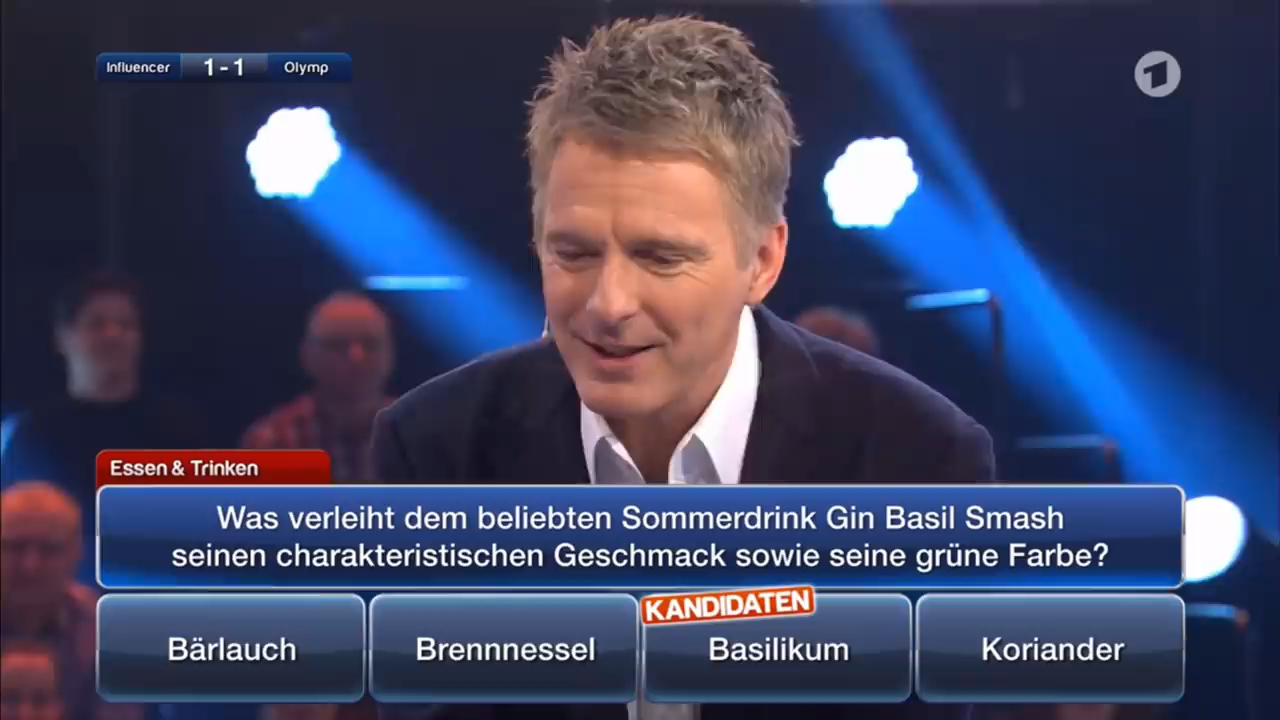 Influencer 1-1 Olymp
1
Essen & Trinken
Was verleiht dem beliebten Sommerdrink Gin Basil Smash
seinen charakteristischen Geschmack sowie seine grüne Farbe?
KANDIDATEN
Bärlauch Brennnessel Basilikum Koriander